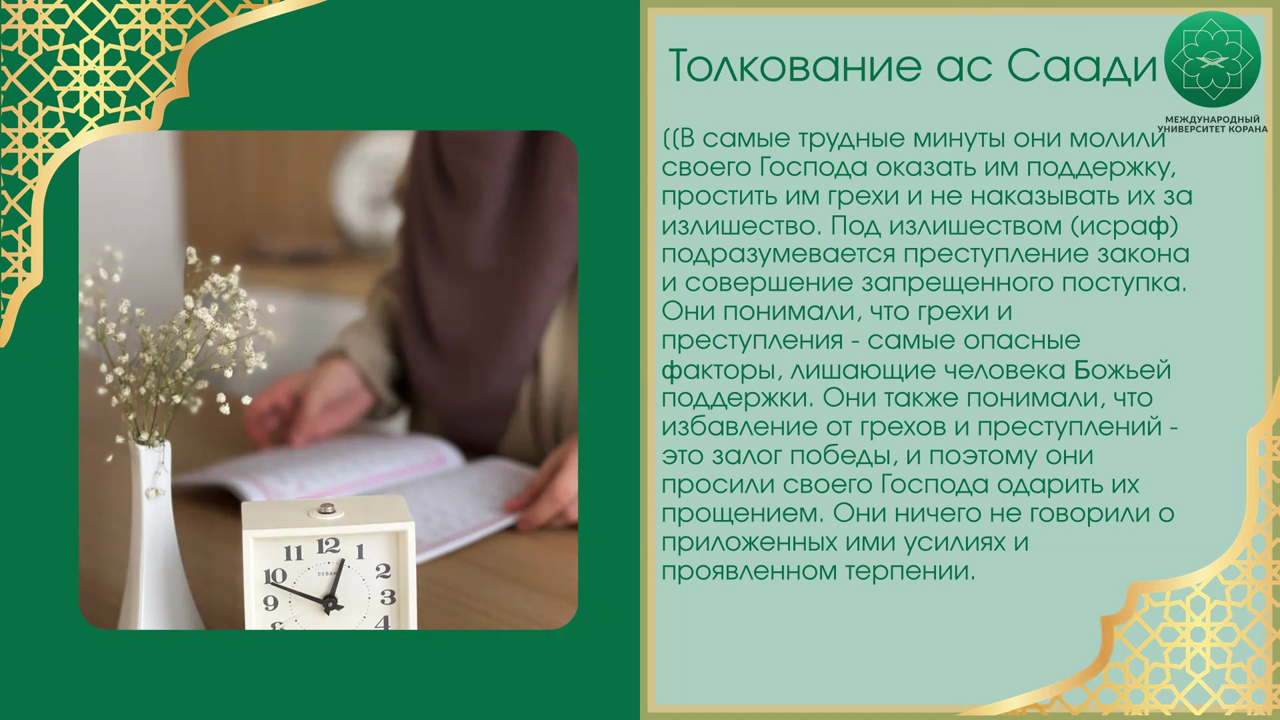 Толкование ас Саади
МЕЖДУНАРОДНЫЙ
УНИВЕРСИТЕТ КОРАНА
((В самые трудные минуты они молили
своего Господа оказать им поддержку,
простить им грехи и не наказывать их за
излишество. Под излишеством (исраф)
подразумевается преступление закона
и совершение запрещенного поступка.
Они понимали, что грехи и
преступления - самые опасные
факторы, лишающие человека Божьей
поддержки. Они также понимали, что
избавление от грехов и преступлений -
это залог победы, и поэтому они
просили своего Господа одарить их
прощением. Они ничего не говорили о
приложенных ими усилиях и
проявленном терпении.
11 12 1
10 2
9 3
4